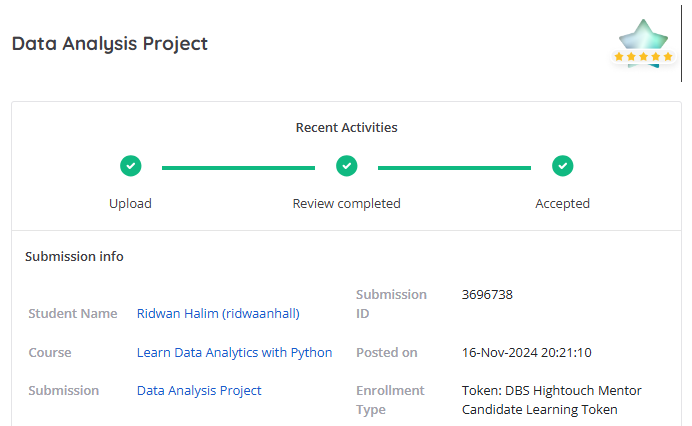 Data Analysis Project
Recent Activities
Upload
Review completed
Accepted
Submission info
Student Name
Ridwan Halim (ridwaanhall)
Submission
ID
3696738
Course
Learn Data Analytics with Python
Posted on
16-Nov-2024 20:21:10
Submission
Data Analysis Project
Enrollment
Type
Token: DBS Hightouch Mentor
Candidate Learning Token